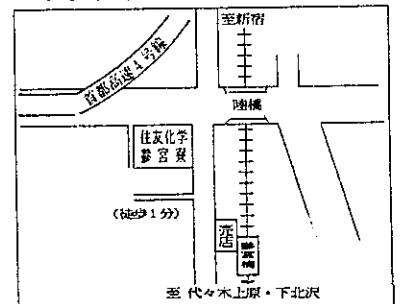 至新宿
首都高速4号線
陸橋
住友化学
参宮寮
(徒歩1分)
売店
参宮橋
至 代々木上原・下北沢